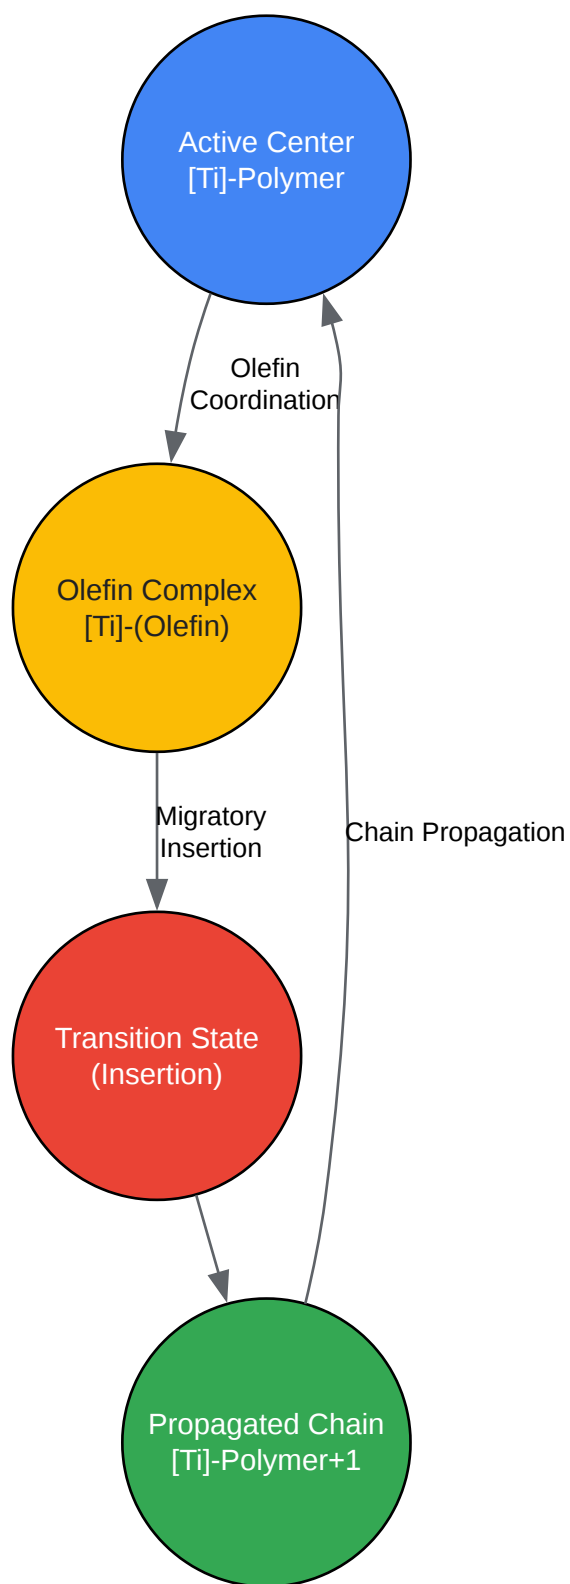 Active Center
[Ti]-Polymer
Olefin
Coordination
Olefin Complex
[Ti]-(Olefin)
Migratory
Insertion
Chain Propagation
Transition State
(Insertion)
Propagated Chain
[Ti]-Polymer+1